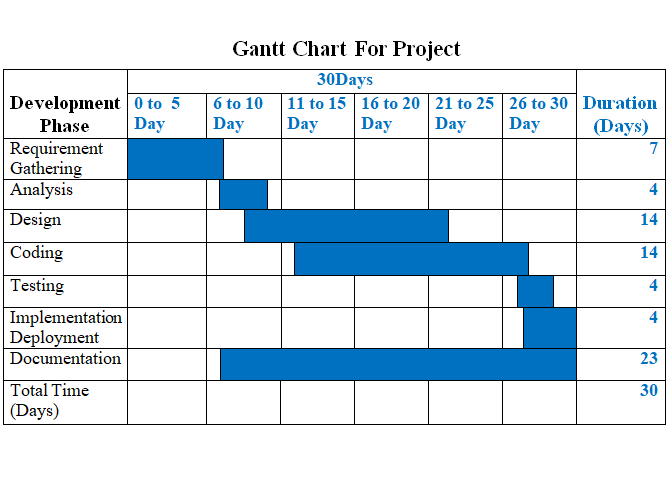 Gantt Chart For Project
30Days
Development
Phase
0 to 5
Day
6 to 10
Day
11 to 15
Day
16 to 20
Day
21 to 25
Day
26 to 30
Day
Duration
(Days)
Requirement
Gathering
7
Analysis
4
Design
14
Coding
14
Testing
4
Implementation
Deployment
4
Documentation
23
Total Time
(Days)
30